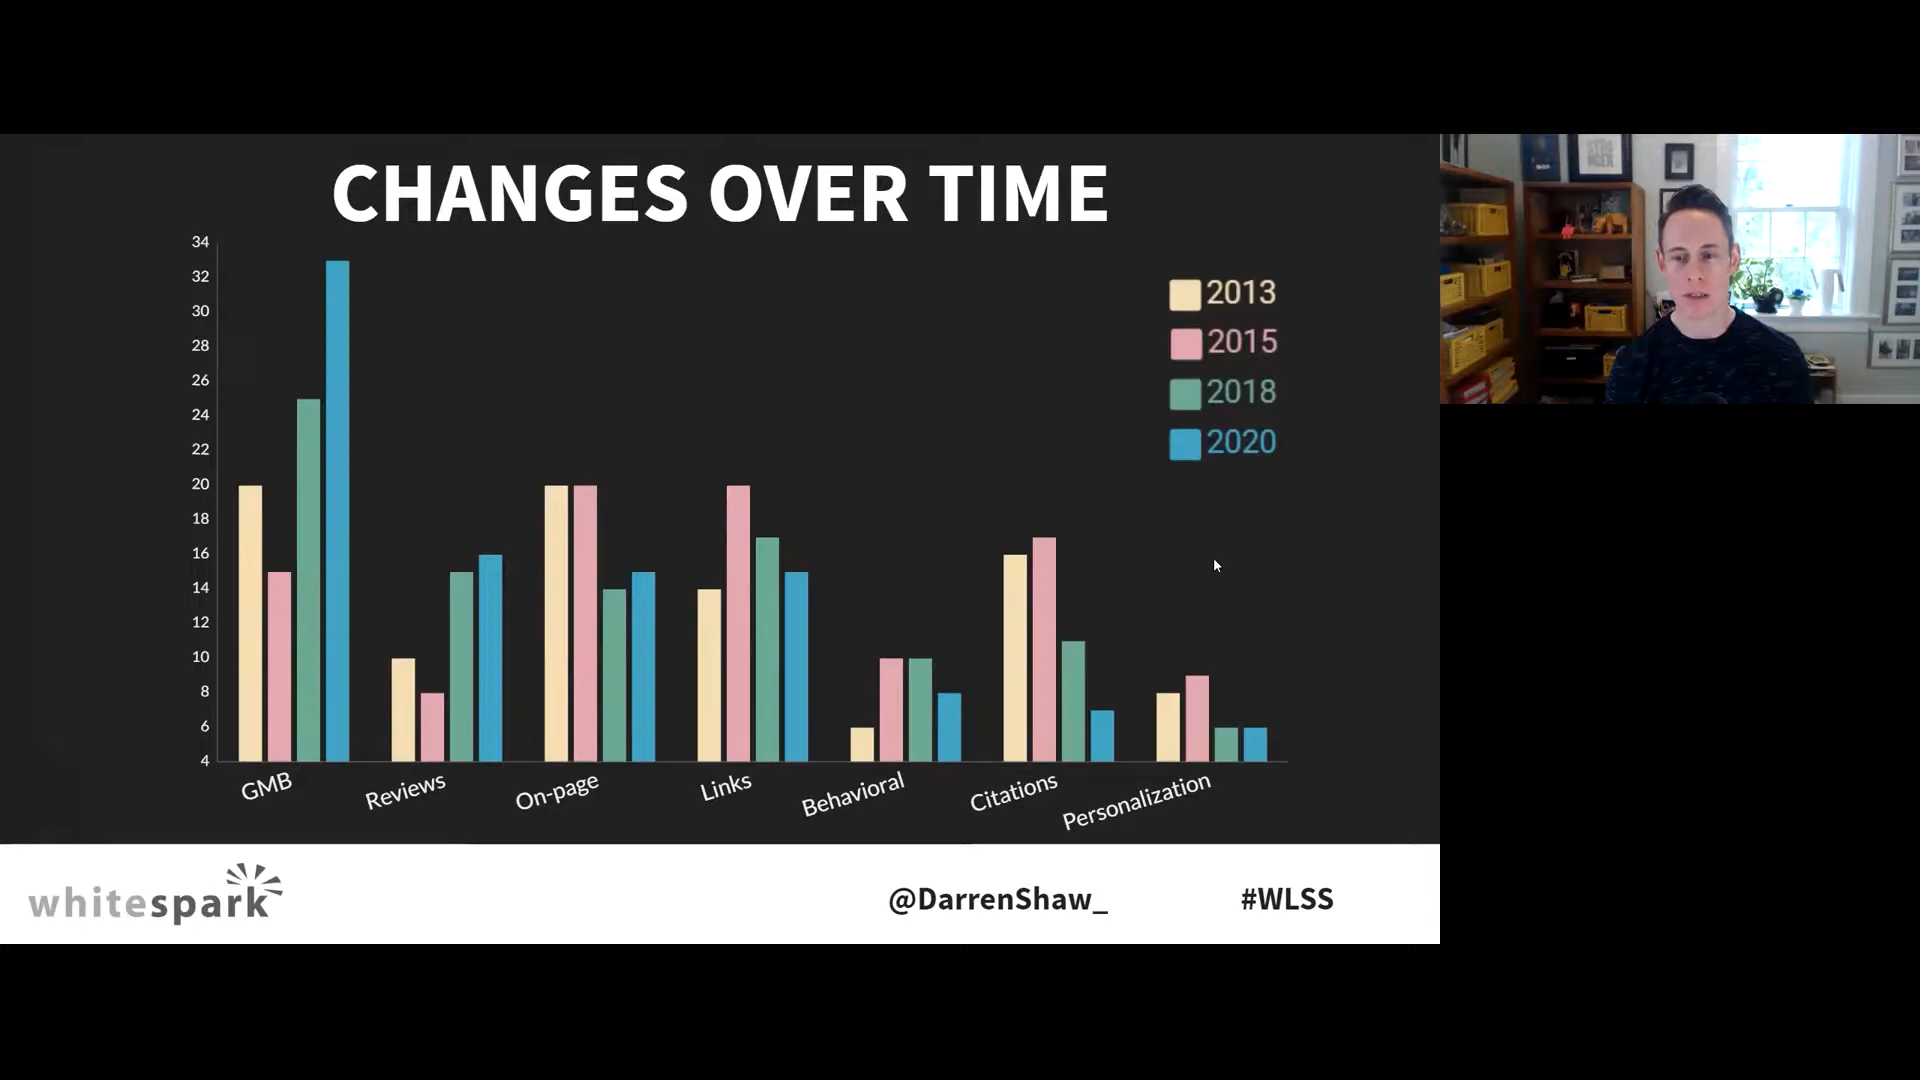 CHANGES OVER TIME
34
32
30
28
26
24
22
20
18
16
14
12
10
8
6
4
2013
2015
2018
2020
GMB
Reviews
On-page
Links
Behavioral
Citations
Personalization
whitespark
@DarrenShaw_
#WLSS